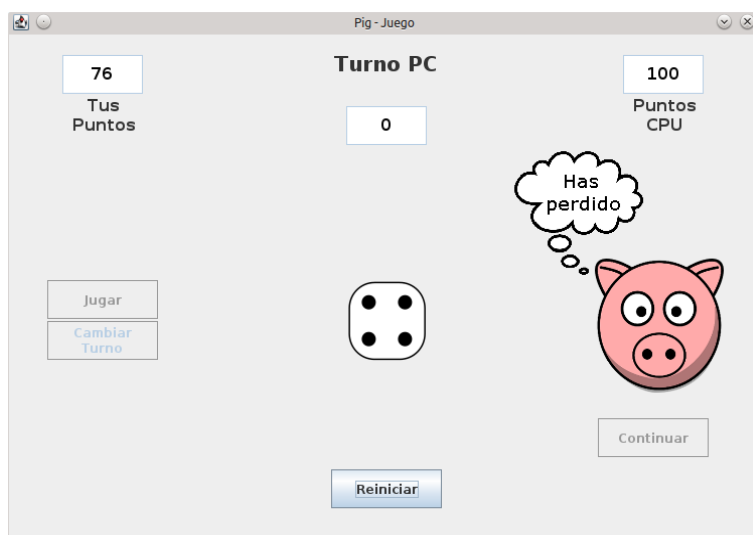 Pig - Juego
76
Turno PC
100
Tus
Puntos
0
Puntos
CPU
Has
perdido
Jugar
Cambiar
Turno
Continuar
Reiniciar